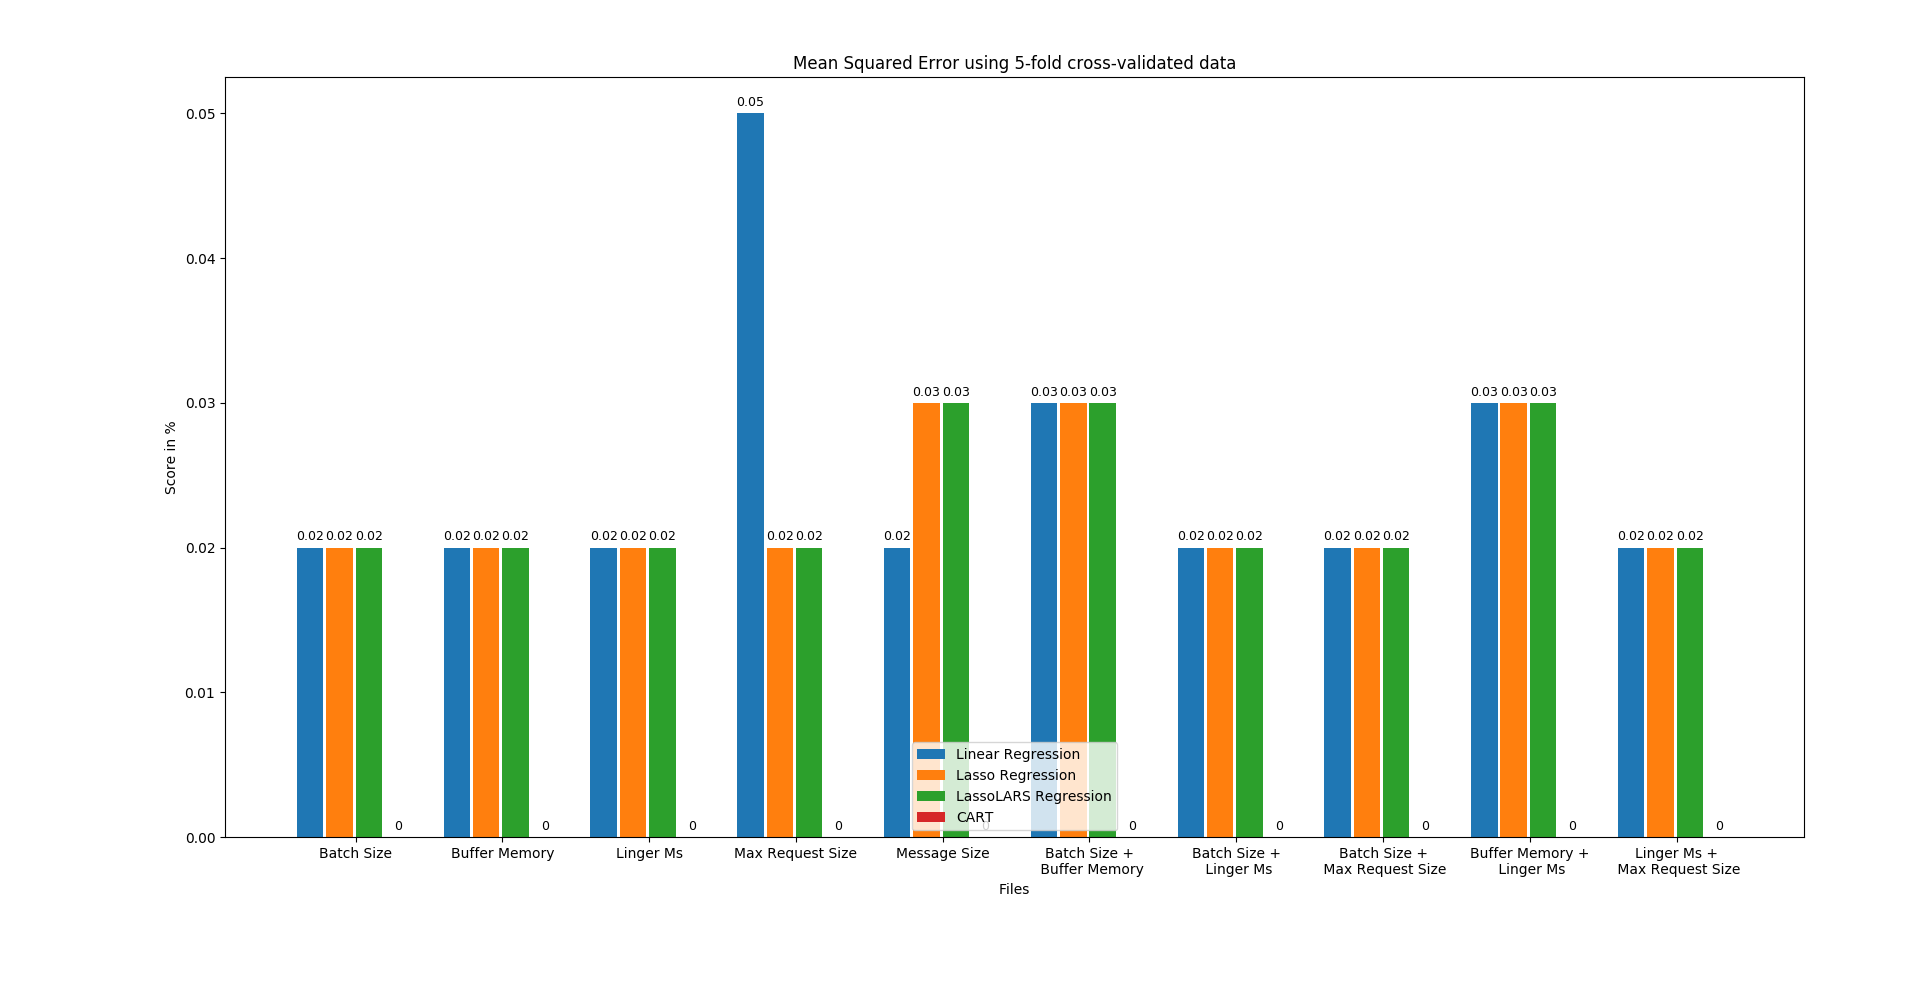 Mean Squared Error using 5-fold cross-validated data
0.05
0.04
0.03
0.02
0.01
0.00
Score in %
0.02 0.02 0.02 0
0.02 0.02 0.02 0
0.02 0.02 0.02 0
0.05 0.02 0.02 0
0.02 0.03 0.03 0
0.03 0.03 0.03 0
0.02 0.02 0.02 0
0.02 0.02 0.02 0
0.03 0.03 0.03 0
0.02 0.02 0.02 0
Linear Regression
Lasso Regression
LassoLARS Regression
CART
Batch Size
Buffer Memory
Linger Ms
Max Request Size
Message Size
Batch Size +
Buffer Memory
Batch Size +
Linger Ms
Batch Size +
Max Request Size
Buffer Memory +
Linger Ms
Linger Ms +
Max Request Size
Files